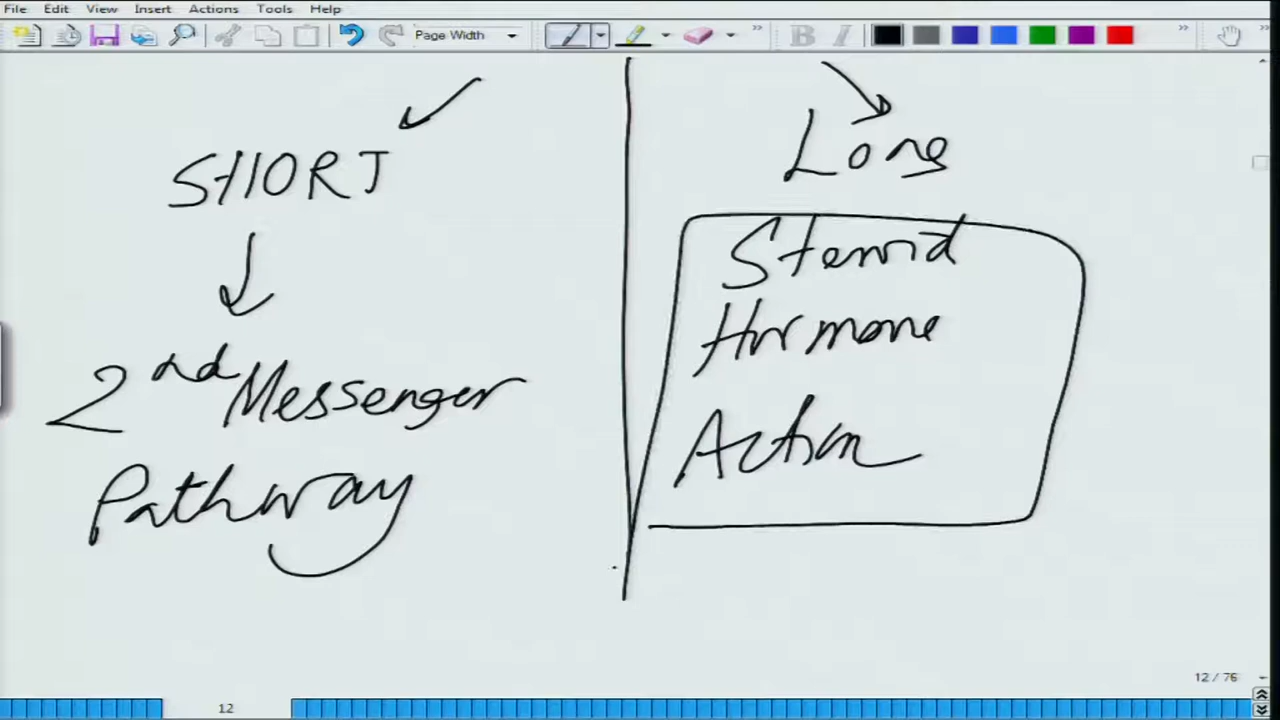 File Edit View Insert Actions Tools Help
Page Width
SHORT
2nd Messenger
Pathway
Long
Steroid
Hormone
Action
12 / 76
12